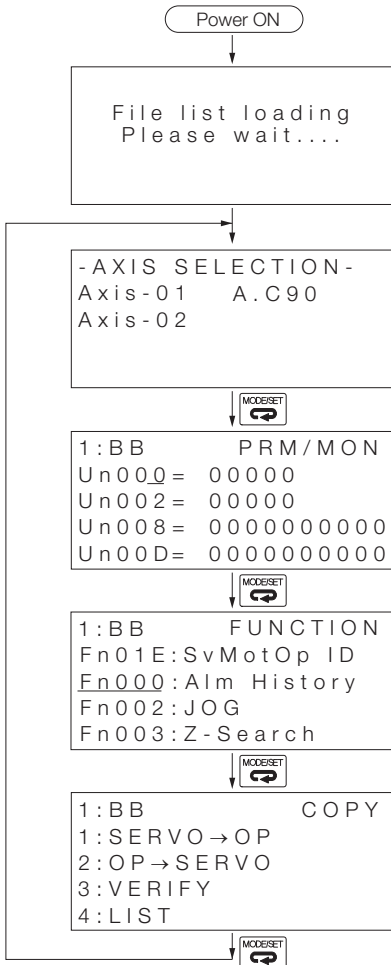 Power ON
File list loading
Please wait....
-AXIS SELECTION-
Axis-01 A.C90
Axis-02
MODE/SET
1:BB PRM/MON
Un000= 00000
Un002= 00000
Un008= 0000000000
Un00D= 0000000000
MODE/SET
1:BB FUNCTION
Fn01E:SvMotOp ID
Fn000:Alm History
Fn002:JOG
Fn003:Z-Search
MODE/SET
1:BB COPY
1:SERVO→OP
2:OP→SERVO
3:VERIFY
4:LIST
MODE/SET